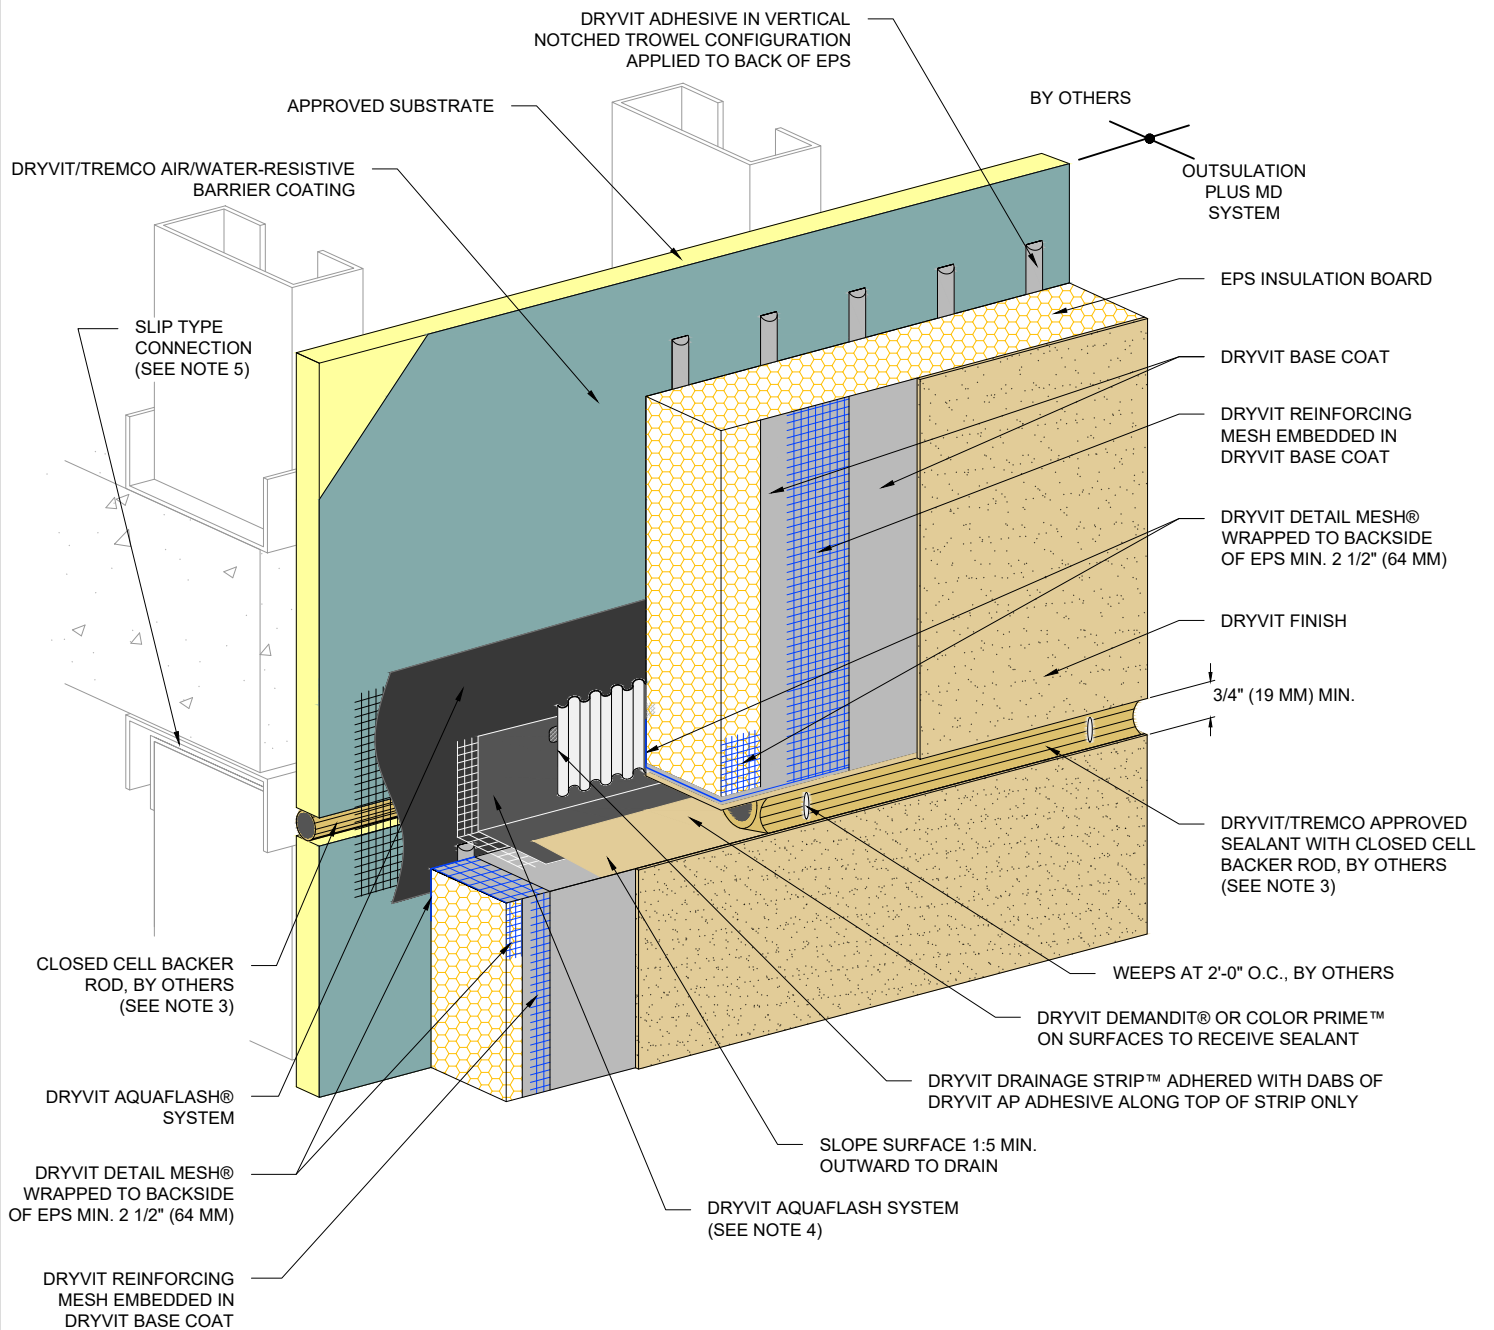 DRYVIT ADHESIVE IN VERTICAL
NOTCHED TROWEL CONFIGURATION
APPLIED TO BACK OF EPS
BY OTHERS
APPROVED SUBSTRATE
DRYVIT/TREMCO AIR/WATER-RESISTIVE
BARRIER COATING
OUTSULATION
PLUS MD
SYSTEM
EPS INSULATION BOARD
SLIP TYPE
CONNECTION
(SEE NOTE 5)
DRYVIT BASE COAT
DRYVIT REINFORCING
MESH EMBEDDED IN
DRYVIT BASE COAT
DRYVIT DETAIL MESH®
WRAPPED TO BACKSIDE
OF EPS MIN. 2 1/2" (64 MM)
DRYVIT FINISH
3/4" (19 MM) MIN.
DRYVIT/TREMCO APPROVED
SEALANT WITH CLOSED CELL
BACKER ROD, BY OTHERS
(SEE NOTE 3)
CLOSED CELL BACKER
ROD, BY OTHERS
(SEE NOTE 3)
WEEPS AT 2'-0" O.C., BY OTHERS
DRYVIT DEMANDIT® OR COLOR PRIME™
ON SURFACES TO RECEIVE SEALANT
DRYVIT DRAINAGE STRIP™ ADHERED WITH DABS OF
DRYVIT AP ADHESIVE ALONG TOP OF STRIP ONLY
DRYVIT AQUAFLASH®
SYSTEM
SLOPE SURFACE 1:5 MIN.
OUTWARD TO DRAIN
DRYVIT DETAIL MESH®
WRAPPED TO BACKSIDE
OF EPS MIN. 2 1/2" (64 MM)
DRYVIT AQUAFLASH SYSTEM
(SEE NOTE 4)
DRYVIT REINFORCING
MESH EMBEDDED IN
DRYVIT BASE COAT